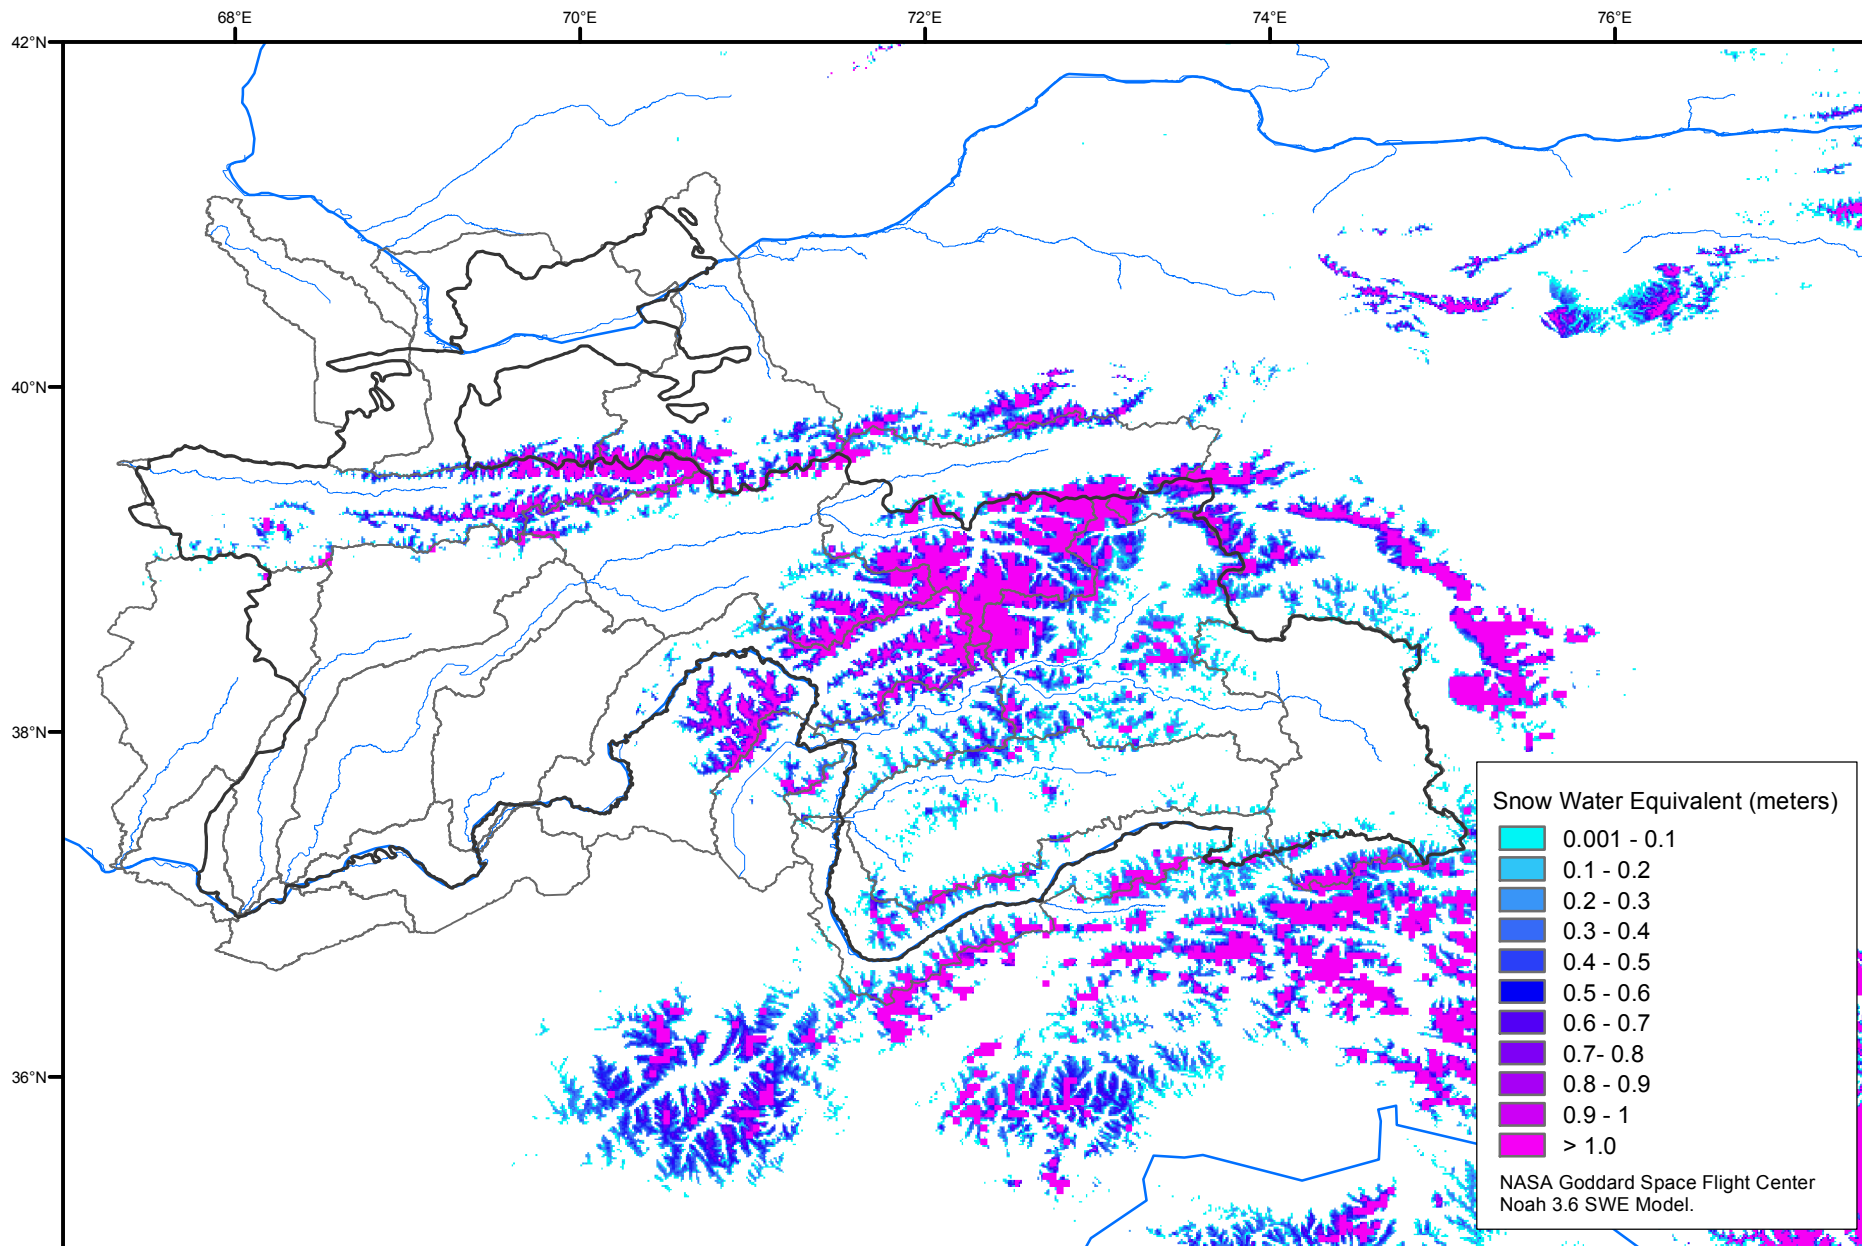 68°E
70°E
72°E
74°E
76°E
42°N
40°N
38°N
36°N
Snow Water Equivalent (meters)
0.001 - 0.1
0.1 - 0.2
0.2 - 0.3
0.3 - 0.4
0.4 - 0.5
0.5 - 0.6
0.6 - 0.7
0.7- 0.8
0.8 - 0.9
0.9 - 1
> 1.0
NASA Goddard Space Flight Center
Noah 3.6 SWE Model.